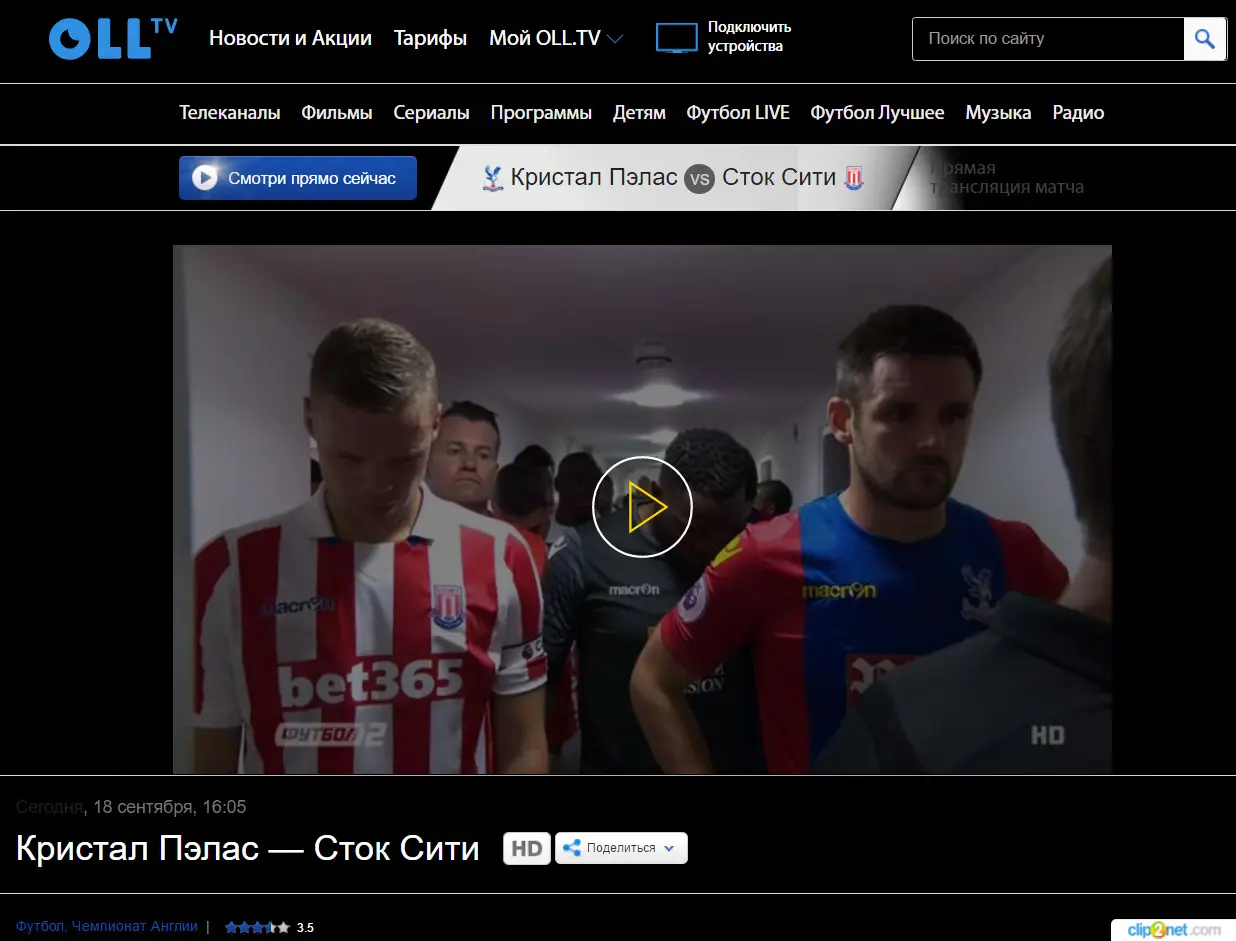 OLL TV
Новости и Акции Тарифы Мой OLL.TV
Подключить
устройства
Поиск по сайту
Телеканалы Фильмы Сериалы Программы Детям Футбол LIVE Футбол Лучшее Музыка Радио
Смотри прямо сейчас
Кристал Пэлас VS Сток Сити
Прямая
трансляция матча
macron
macron
macron
bet365
ФУТБОЛ 2
HD
Сегодня, 18 сентября, 16:05
Кристал Пэлас — Сток Сити
HD Поделиться
Футбол, Чемпионат Англии | 3.5
clip2net.com